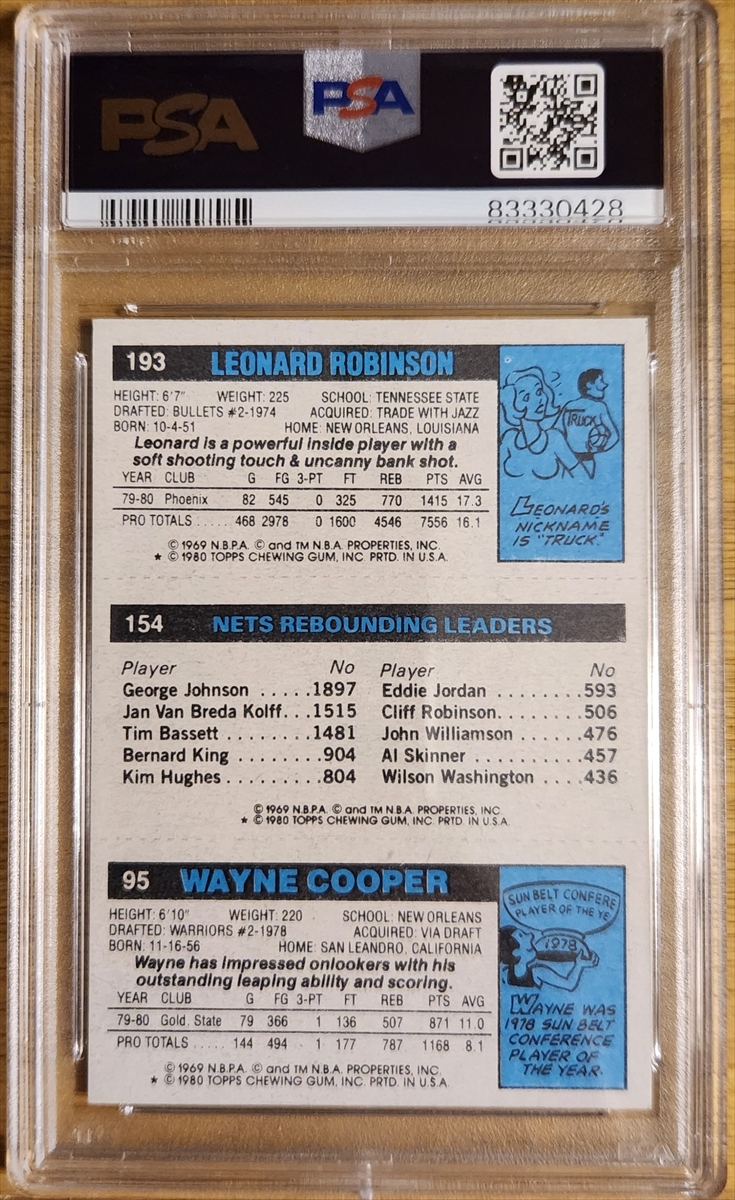 PSA
PSA
83330428
193 LEONARD ROBINSON
HEIGHT: 6'7" WEIGHT: 225 SCHOOL: TENNESSEE STATE
DRAFTED: BULLETS #2-1974 ACQUIRED: TRADE WITH JAZZ
BORN: 10-4-51 HOME: NEW ORLEANS, LOUISIANA
Leonard is a powerful inside player with a
soft shooting touch & uncanny bank shot.
YEAR CLUB G FG 3-PT FT REB PTS AVG
79-80 Phoenix 82 545 0 325 770 1415 17.3
PRO TOTALS ..... 468 2978 0 1600 4546 7556 16.1
© 1969 N.B.P.A. © and TM N.B.A. PROPERTIES, INC.
★ © 1980 TOPPS CHEWING GUM, INC. PRTD. IN U.S.A.
TRUCK
LEONARD'S
NICKNAME
IS "TRUCK."
154 NETS REBOUNDING LEADERS
Player No Player No
George Johnson .....1897 Eddie Jordan ........593
Jan Van Breda Kolff...1515 Cliff Robinson........506
Tim Bassett ........1481 John Williamson .....476
Bernard King ........904 Al Skinner ..........457
Kim Hughes .........804 Wilson Washington ....436
© 1969 N.B.P.A. © and TM N.B.A. PROPERTIES, INC.
★ © 1980 TOPPS CHEWING GUM, INC. PRTD. IN U.S.A.
95 WAYNE COOPER
HEIGHT: 6'10" WEIGHT: 220 SCHOOL: NEW ORLEANS
DRAFTED: WARRIORS #2-1978 ACQUIRED: VIA DRAFT
BORN: 11-16-56 HOME: SAN LEANDRO, CALIFORNIA
Wayne has impressed onlookers with his
outstanding leaping ability and scoring.
YEAR CLUB G FG 3-PT FT REB PTS AVG
79-80 Gold. State 79 366 1 136 507 871 11.0
PRO TOTALS ..... 144 494 1 177 787 1168 8.1
© 1969 N.B.P.A. © and TM N.B.A. PROPERTIES, INC.
★ © 1980 TOPPS CHEWING GUM, INC. PRTD. IN U.S.A.
SUN BELT CONFERE
PLAYER OF THE YE
1978
WAYNE WAS
1978 SUN BELT
CONFERENCE
PLAYER OF
THE YEAR.